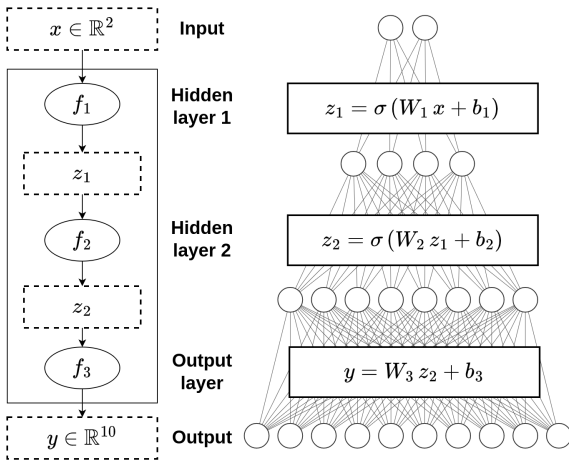 x ∈ ℝ²
Input
f₁
Hidden
layer 1
z₁ = σ (W₁ x + b₁)
z₁
f₂
Hidden
layer 2
z₂ = σ (W₂ z₁ + b₂)
z₂
f₃
Output
layer
y = W₃ z₂ + b₃
y ∈ ℝ¹⁰
Output